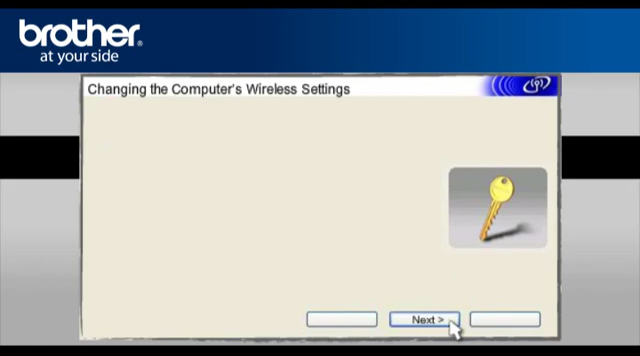 brother
at your side
Changing the Computer's Wireless Settings
Next >